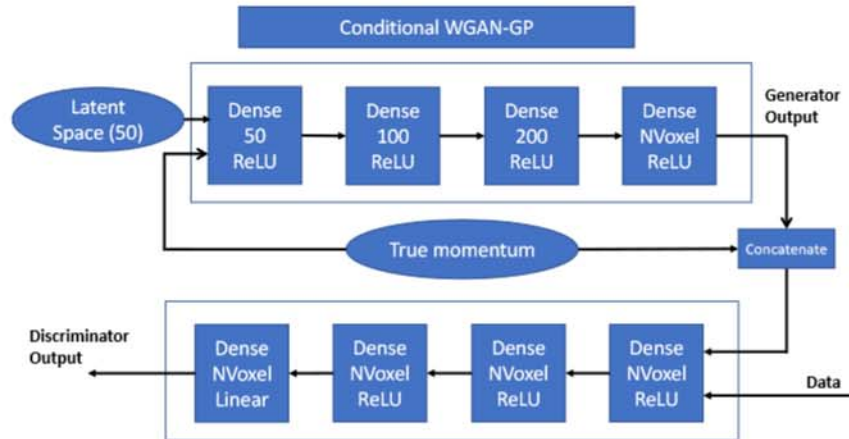 Conditional WGAN-GP
Latent
Space (50)
Dense
50
ReLU
Dense
100
ReLU
Dense
200
ReLU
Dense
NVoxel
ReLU
Generator
Output
True momentum
Concatenate
Discriminator
Output
Dense
NVoxel
Linear
Dense
NVoxel
ReLU
Dense
NVoxel
ReLU
Dense
NVoxel
ReLU
Data